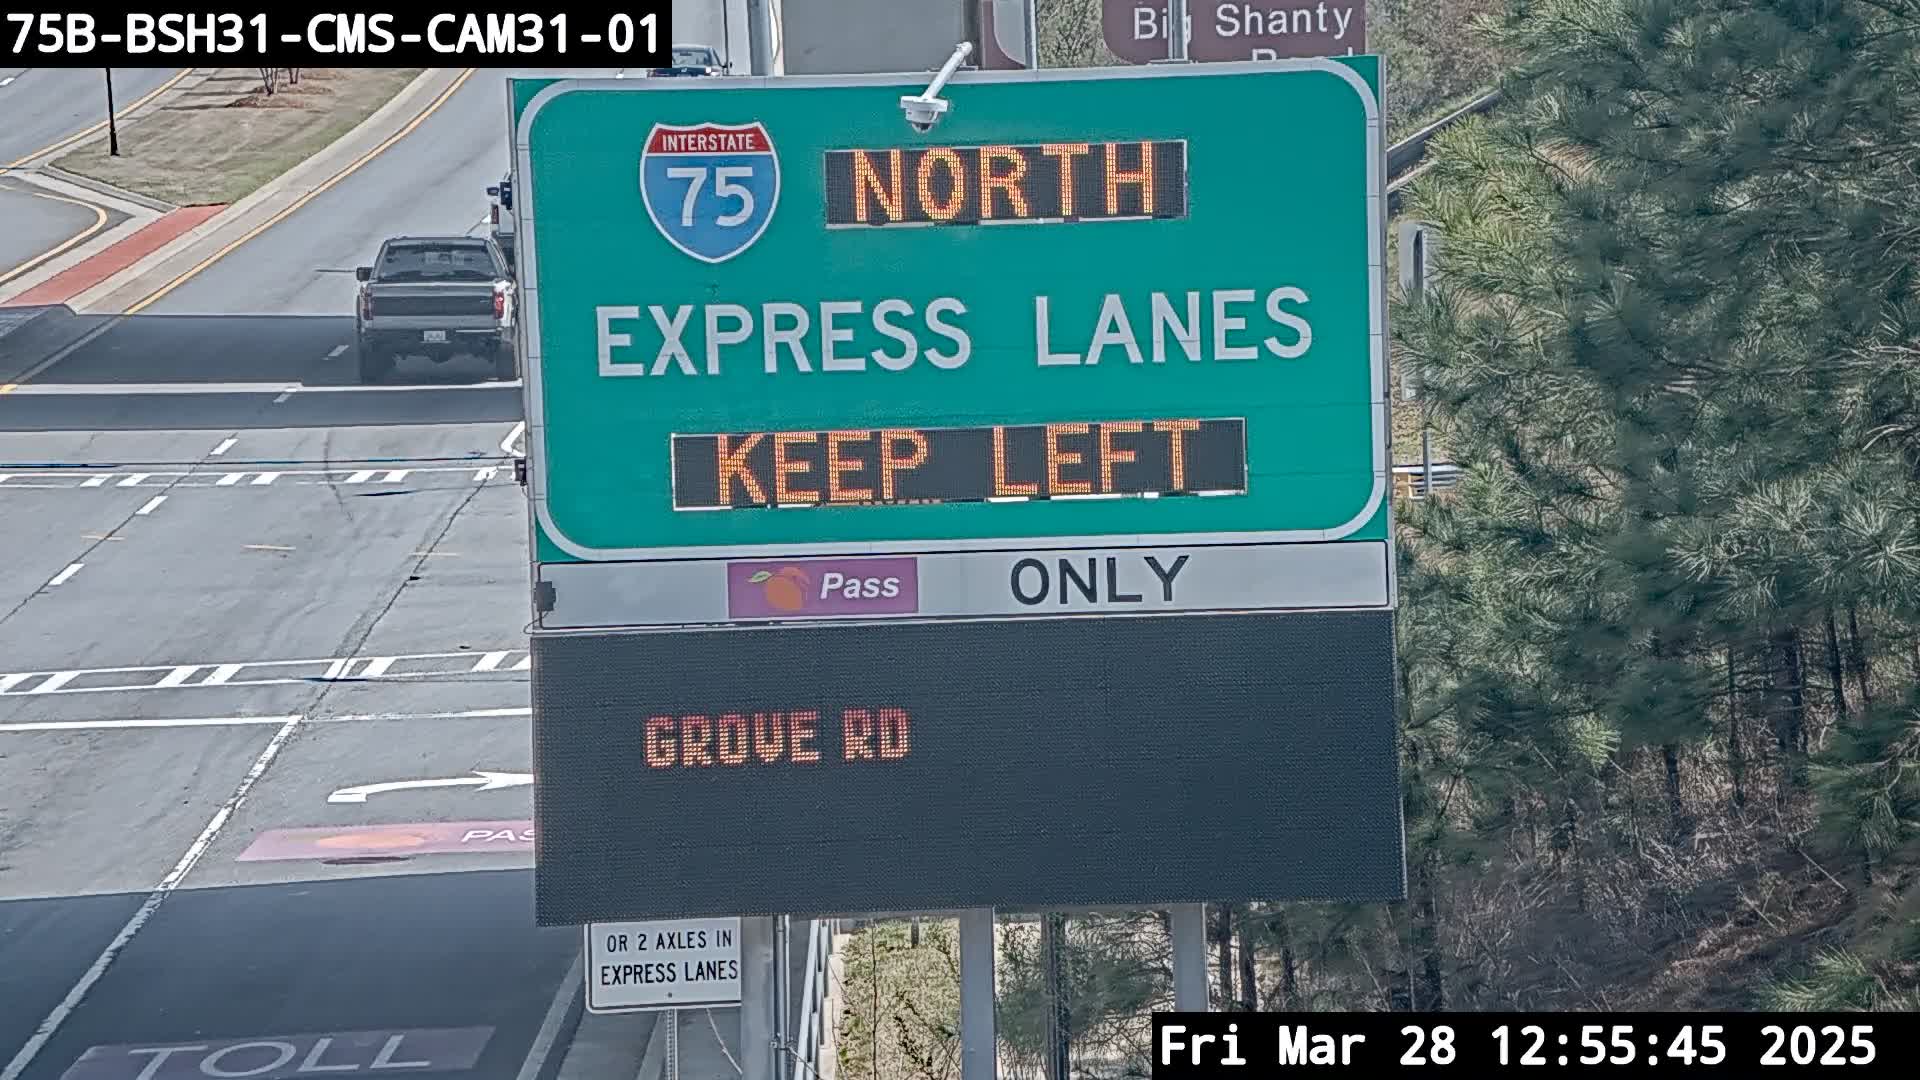 75B-BSH31-CMS-CAM31-01
Big Shanty
INTERSTATE
75
NORTH
EXPRESS LANES
KEEP LEFT
Pass ONLY
GROVE RD
OR 2 AXLES IN
EXPRESS LANES
TOLL
Fri Mar 28 12:55:45 2025